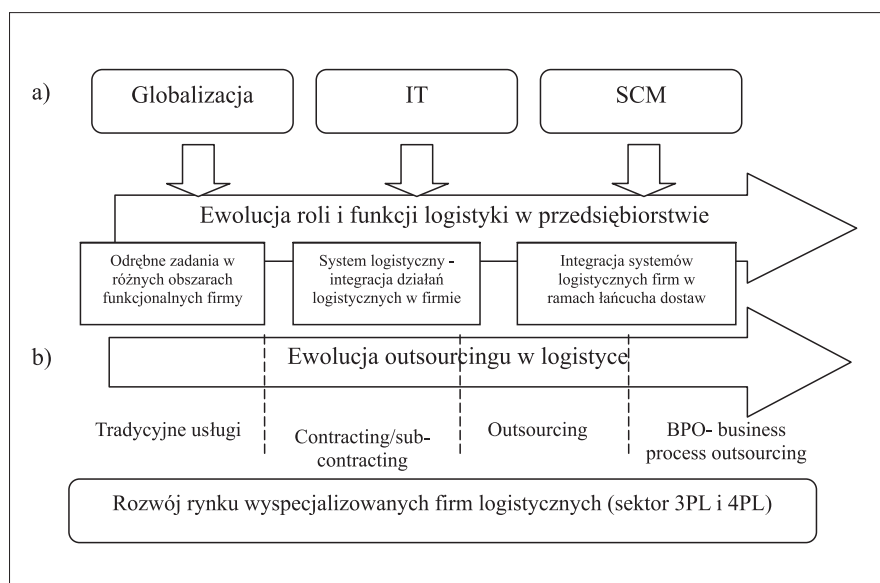 a)
Globalizacja
IT
SCM
Ewolucja roli i funkcji logistyki w przedsiębiorstwie
Odrębne zadania w
różnych obszarach
funkcjonalnych firmy
System logistyczny -
integracja działań
logistycznych w firmie
Integracja systemów
logistycznych firm w
ramach łańcucha dostaw
b)
Ewolucja outsourcingu w logistyce
Tradycyjne usługi
Contracting/sub-
contracting
Outsourcing
BPO- business
process outsourcing
Rozwój rynku wyspecjalizowanych firm logistycznych (sektor 3PL i 4PL)